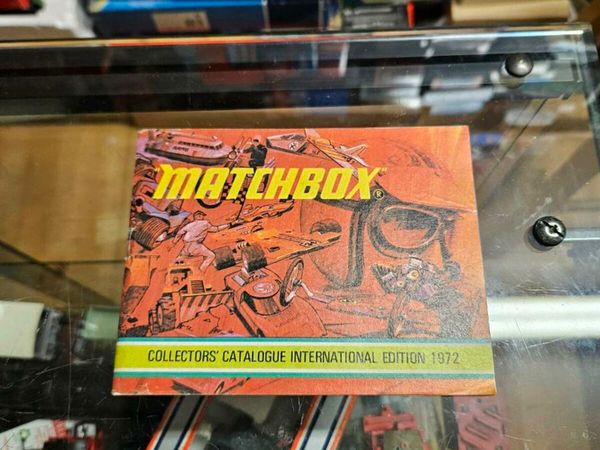 MATCHBOX®
COLLECTORS' CATALOGUE INTERNATIONAL EDITION 1972